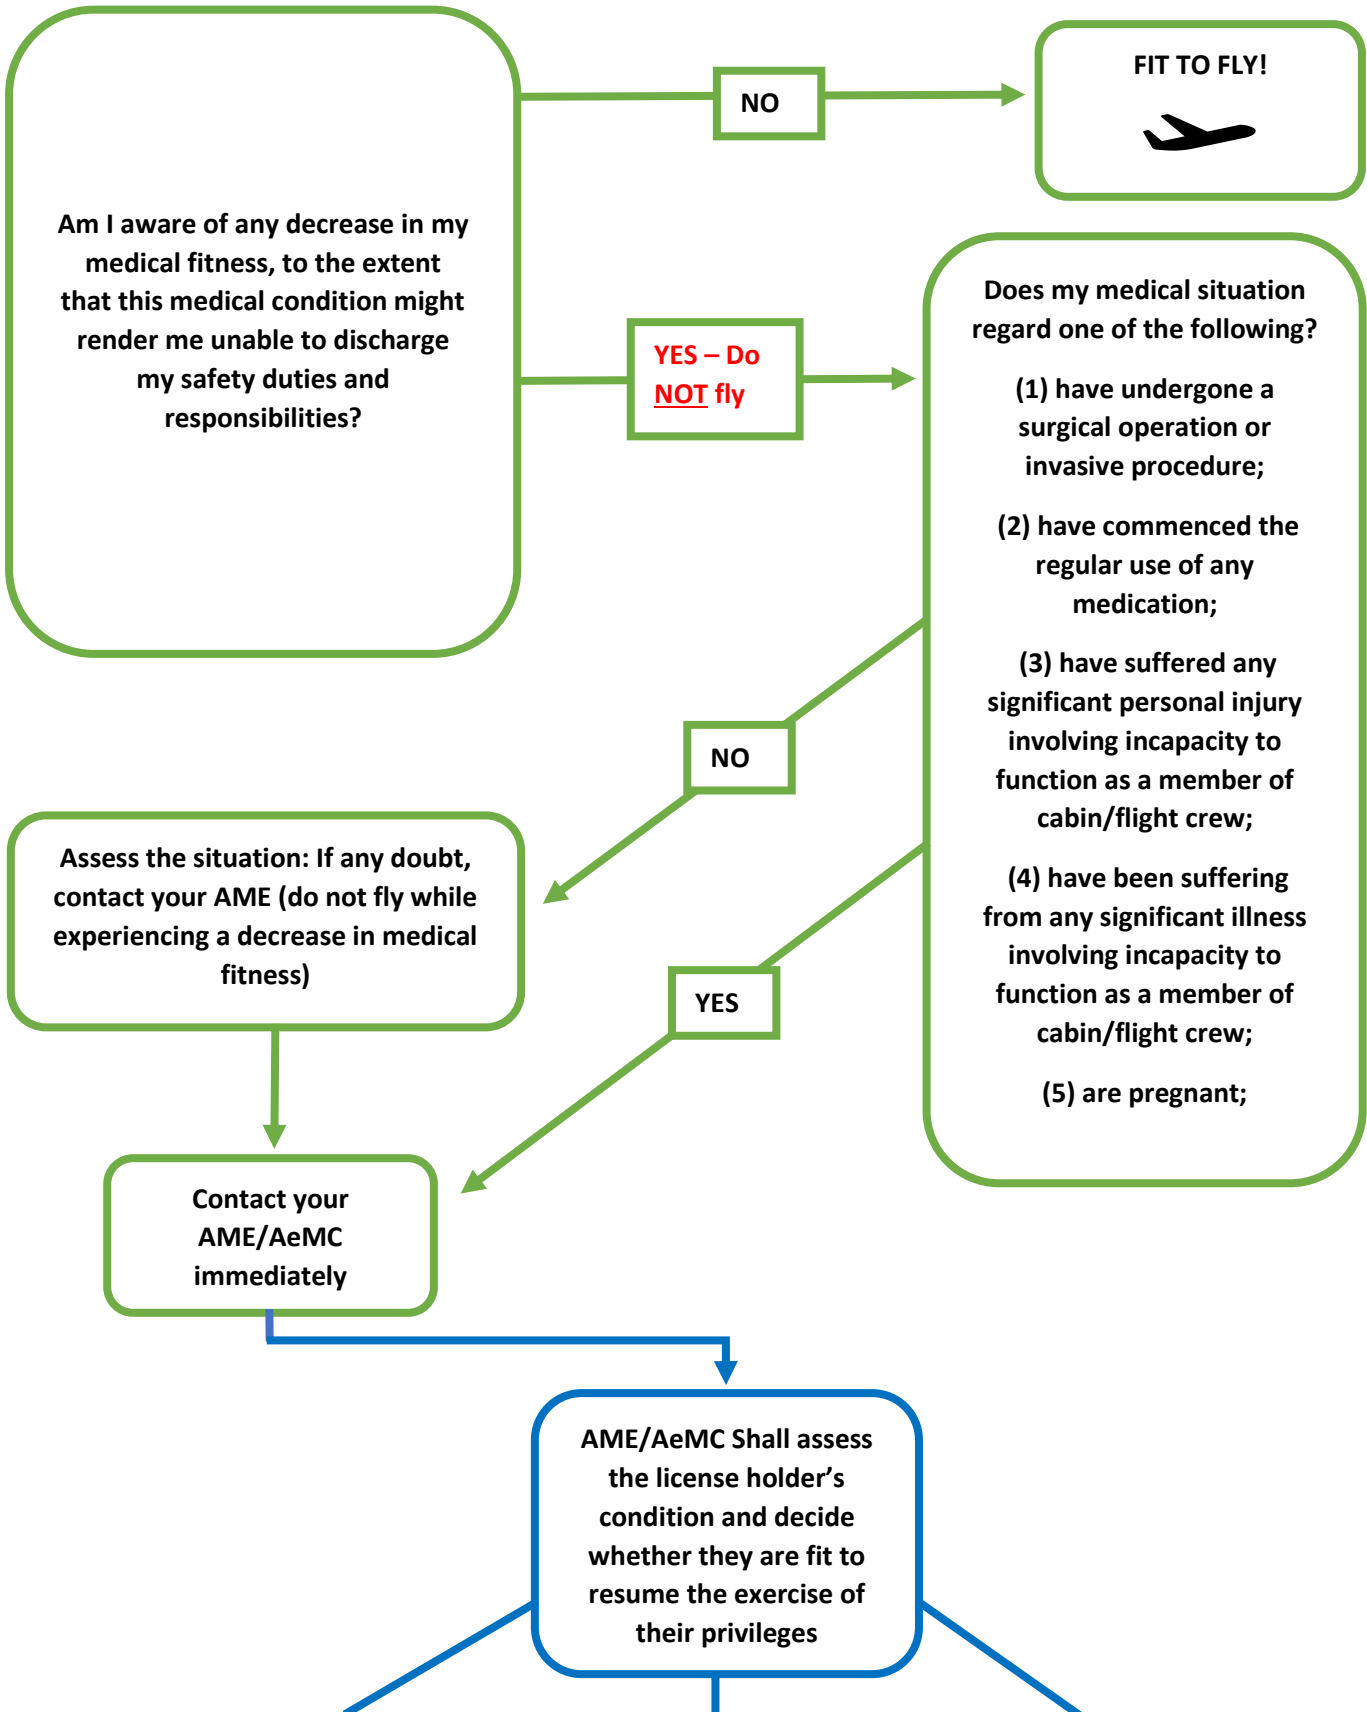 Am I aware of any decrease in my
medical fitness, to the extent
that this medical condition might
render me unable to discharge
my safety duties and
responsibilities?
NO
FIT TO FLY!
YES – Do
NOT fly
Does my medical situation
regard one of the following?
(1) have undergone a
surgical operation or
invasive procedure;
(2) have commenced the
regular use of any
medication;
(3) have suffered any
significant personal injury
involving incapacity to
function as a member of
cabin/flight crew;
(4) have been suffering
from any significant illness
involving incapacity to
function as a member of
cabin/flight crew;
(5) are pregnant;
NO
Assess the situation: If any doubt,
contact your AME (do not fly while
experiencing a decrease in medical
fitness)
YES
Contact your
AME/AeMC
immediately
AME/AeMC Shall assess
the license holder’s
condition and decide
whether they are fit to
resume the exercise of
their privileges